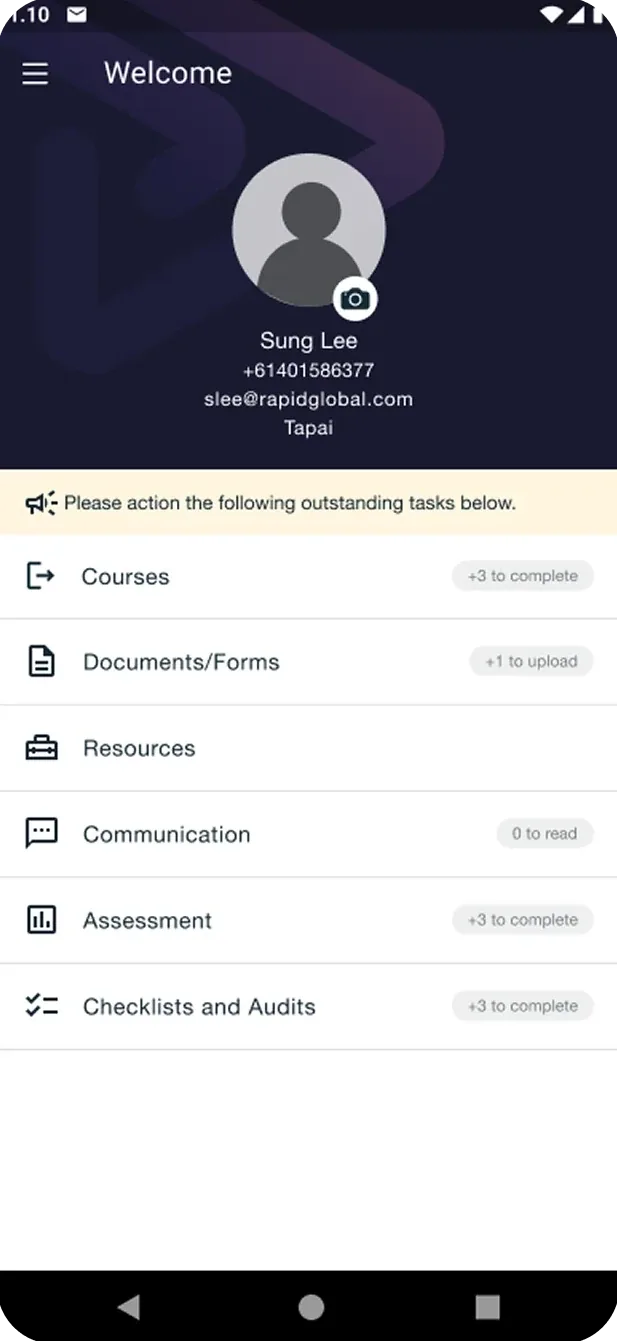 1.10
Welcome
Sung Lee
+61401586377
slee@rapidglobal.com
Tapai
Please action the following outstanding tasks below.
Courses +3 to complete
Documents/Forms +1 to upload
Resources
Communication 0 to read
Assessment +3 to complete
Checklists and Audits +3 to complete